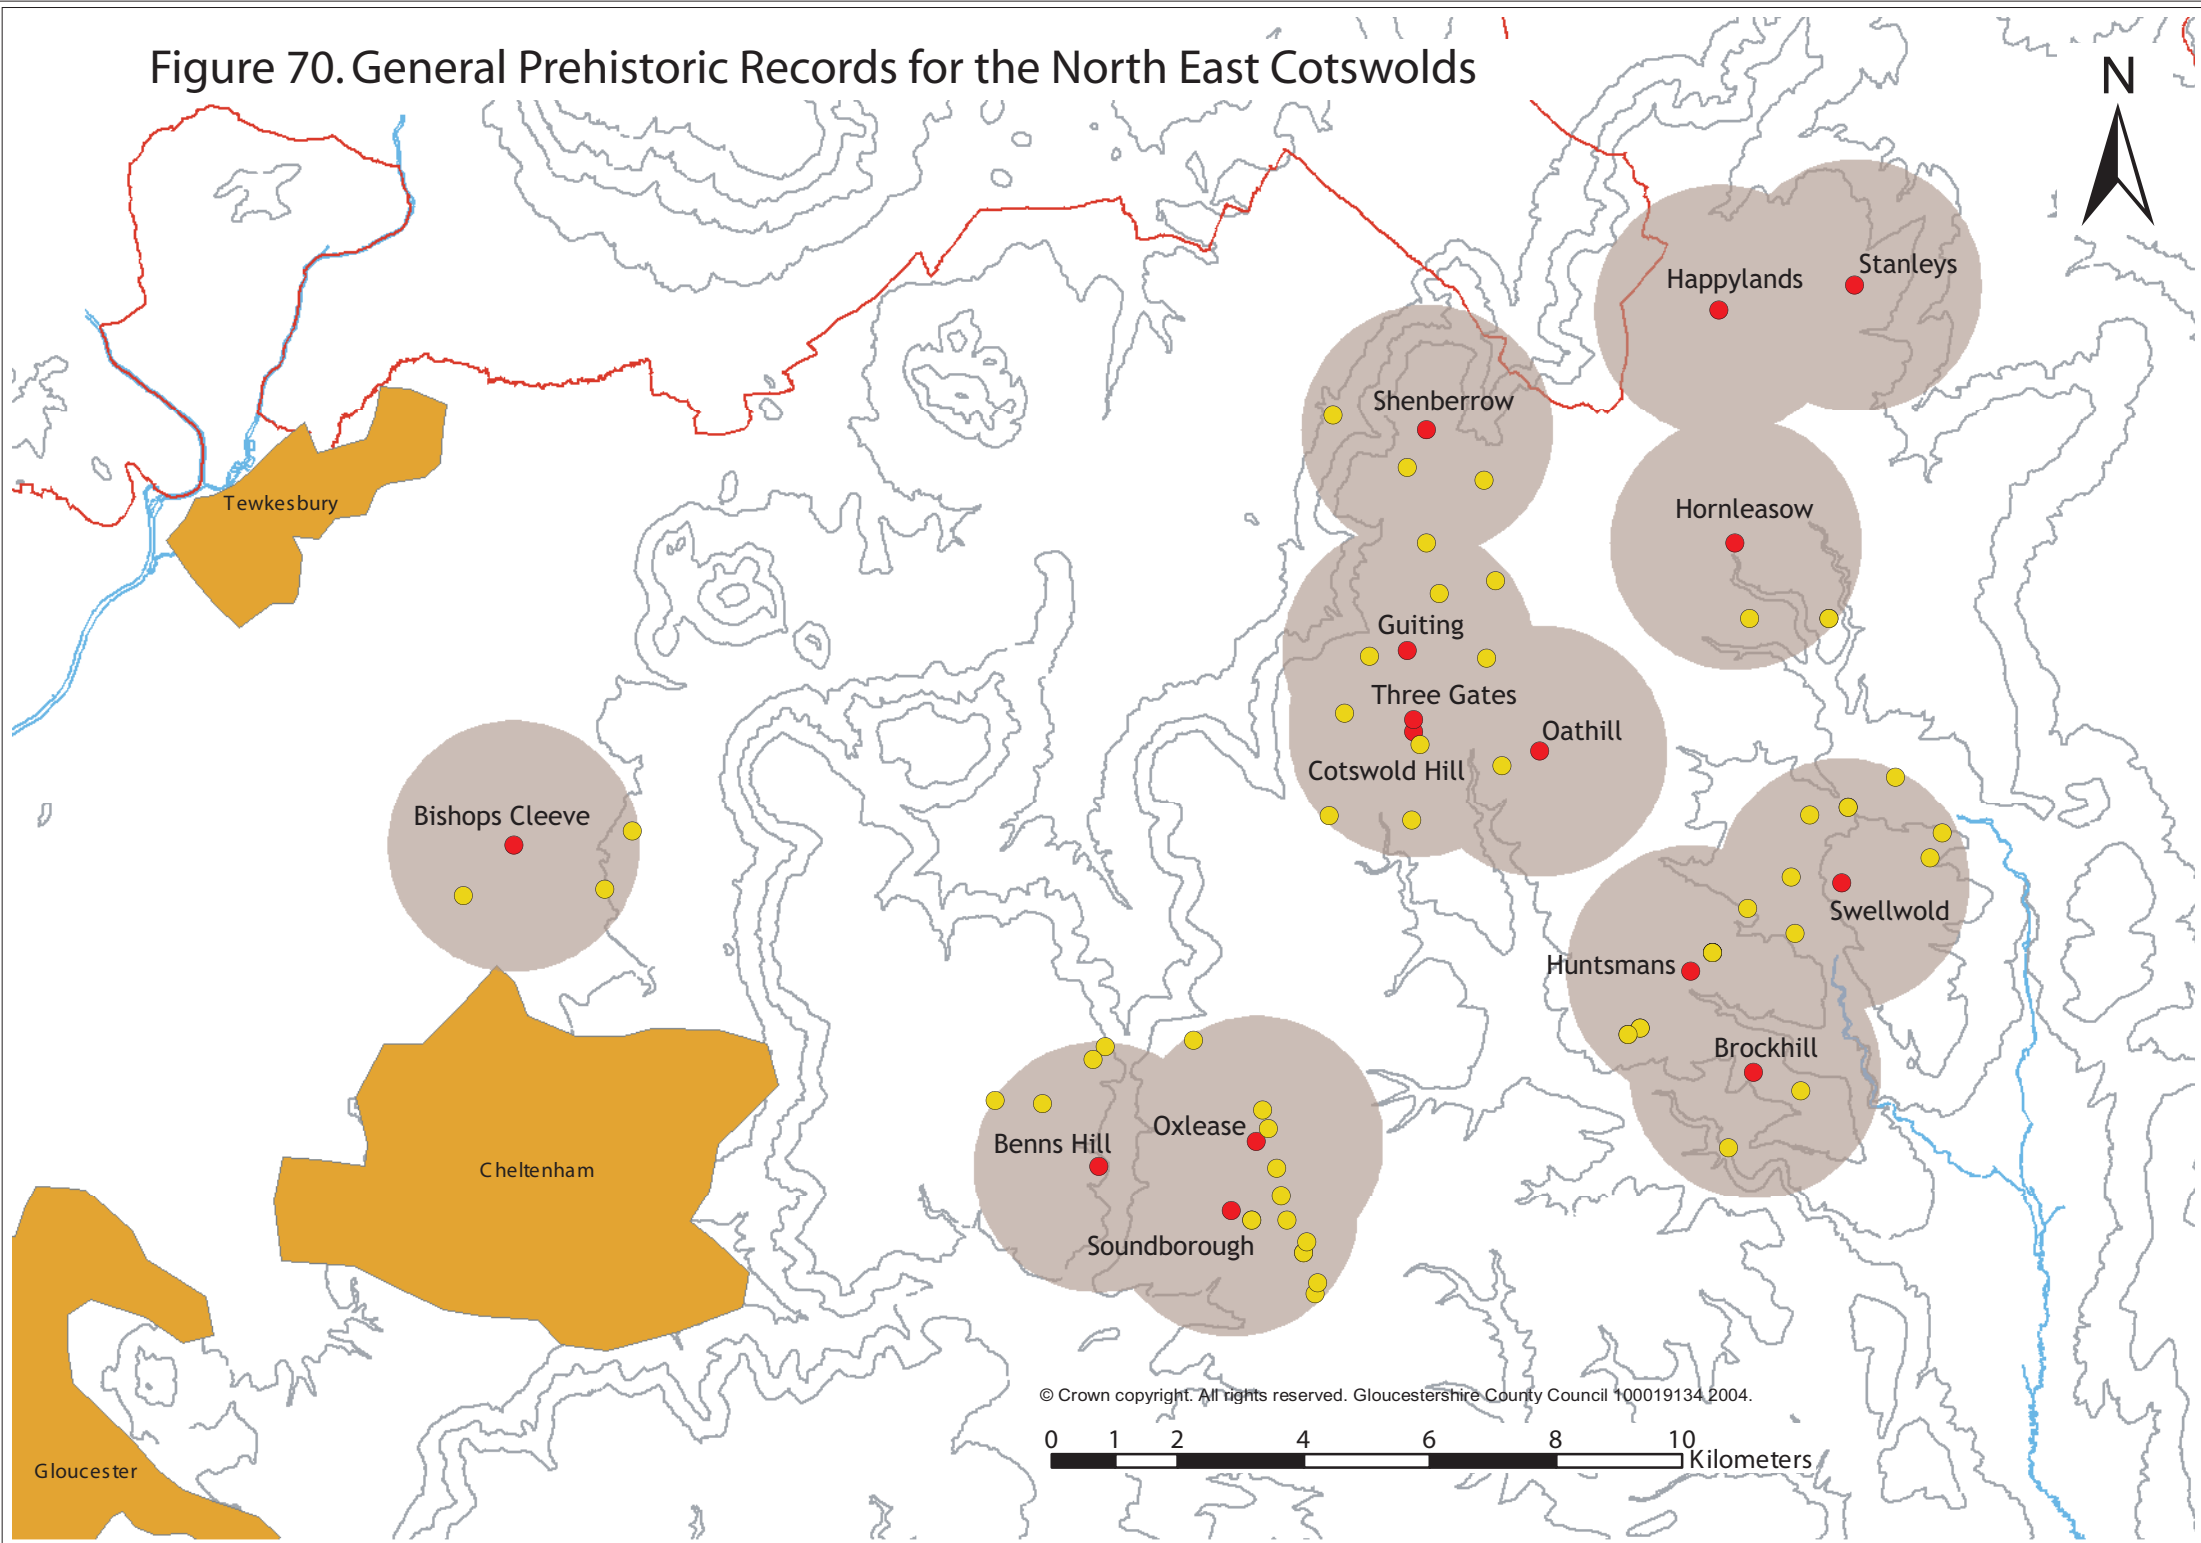 Figure 70. General Prehistoric Records for the North East Cotswolds
N
Stanleys
Happylands
Shenberrow
Tewkesbury
Hornleasow
Guiting
Three Gates
Oathill
Cotswold Hill
Bishops Cleeve
Swellwold
Huntsmans
Brockhill
Oxlease
Benns Hill
Cheltenham
Soundborough
© Crown copyright. All rights reserved. Gloucestershire County Council 100019134 2004.
0 1 2 4 6 8 10
Kilometers
Gloucester